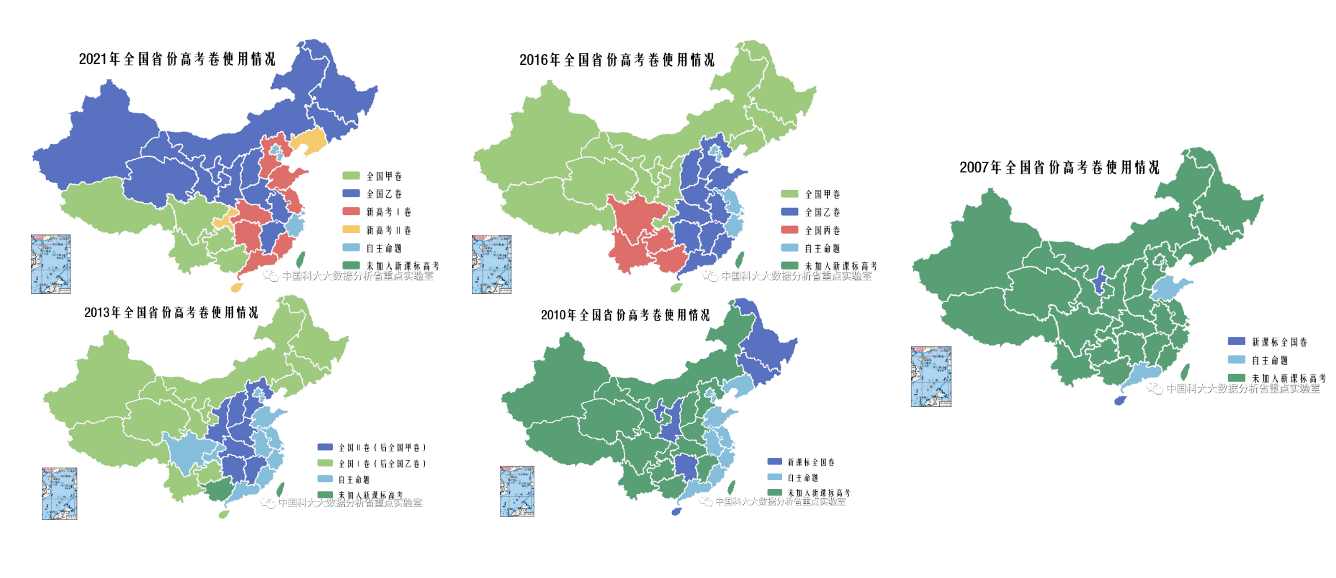 2021年全国省份高考卷使用情况
全国甲卷
全国乙卷
新高考Ⅰ卷
新高考Ⅱ卷
自主命题
未加入新课标高考
中国科大大数据分析省重点实验室
2016年全国省份高考卷使用情况
全国甲卷
全国乙卷
全国丙卷
自主命题
未加入新课标高考
中国科大大数据分析省重点实验室
2007年全国省份高考卷使用情况
新课标全国卷
自主命题
未加入新课标高考
中国科大大数据分析省重点实验室
2013年全国省份高考卷使用情况
全国Ⅱ卷（后全国甲卷）
全国Ⅰ卷（后全国乙卷）
自主命题
未加入新课标高考
中国科大大数据分析省重点实验室
2010年全国省份高考卷使用情况
新课标全国卷
自主命题
未加入新课标高考
中国科大大数据分析省重点实验室